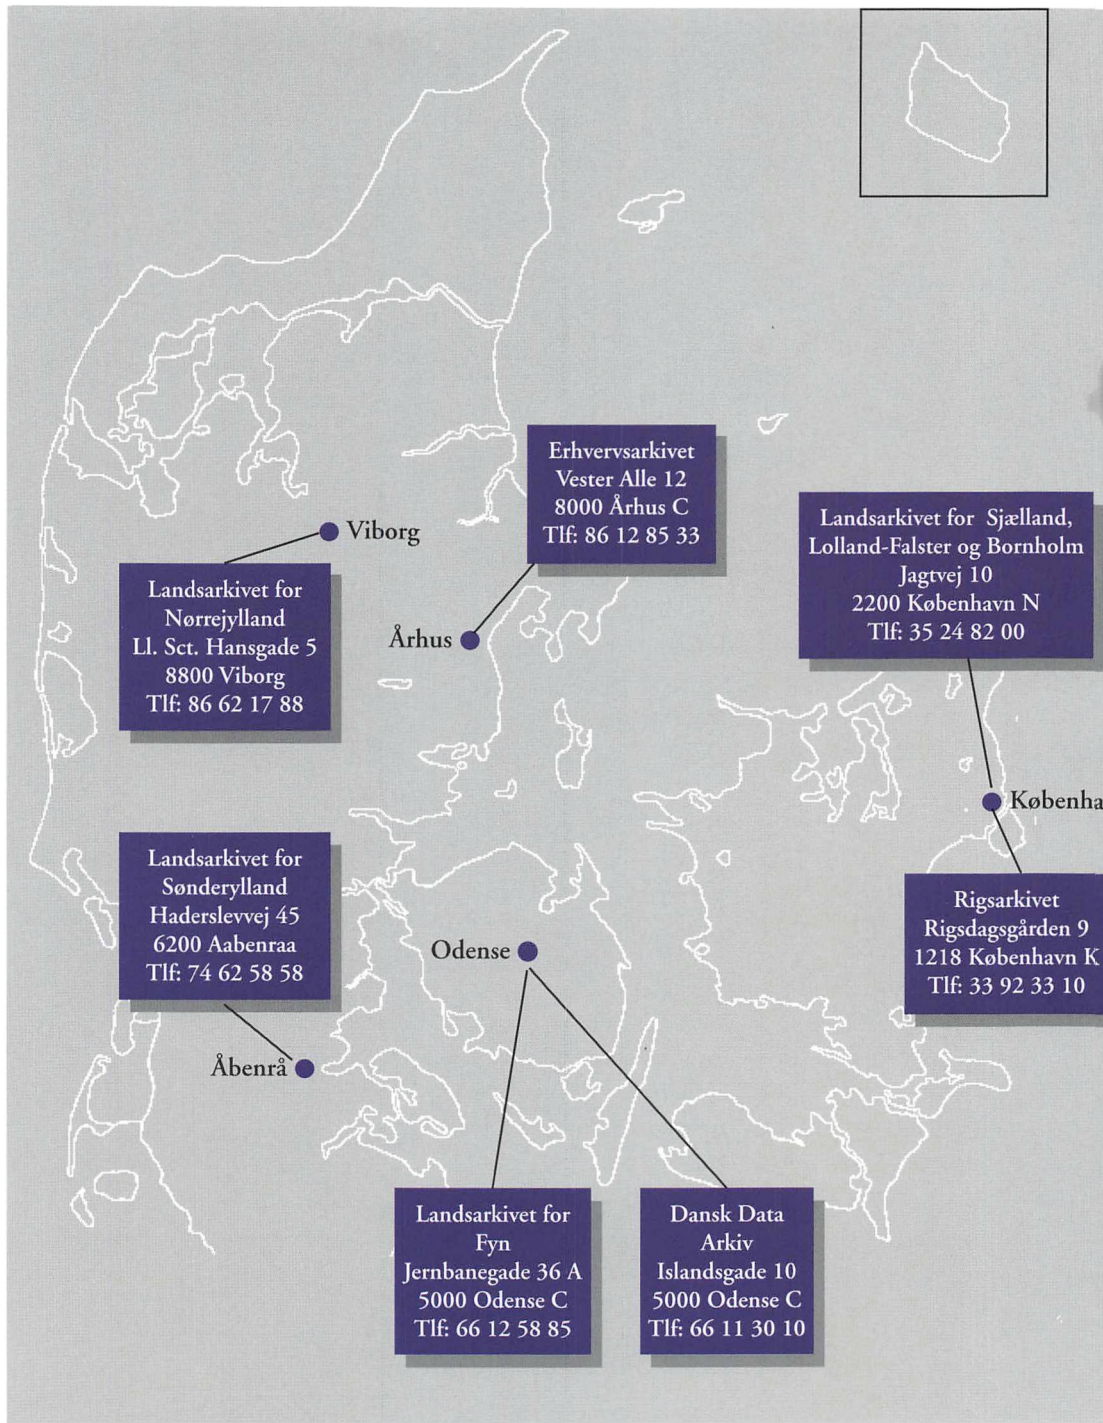 Erhvervsarkivet
Vester Alle 12
8000 Århus C
Tlf: 86 12 85 33
Landsarkivet for Sjælland,
Lolland-Falster og Bornholm
Jagtvej 10
2200 København N
Tlf: 35 24 82 00
Viborg
Landsarkivet for
Nørrejylland
Ll. Sct. Hansgade 5
8800 Viborg
Tlf: 86 62 17 88
Århus
Københa
Landsarkivet for
Sønderylland
Haderslevvej 45
6200 Aabenraa
Tlf: 74 62 58 58
Rigsarkivet
Rigsdagsgården 9
1218 København K
Tlf: 33 92 33 10
Odense
Åbenrå
Landsarkivet for
Fyn
Jernbanegade 36 A
5000 Odense C
Tlf: 66 12 58 85
Dansk Data
Arkiv
Islandsgade 10
5000 Odense C
Tlf: 66 11 30 10